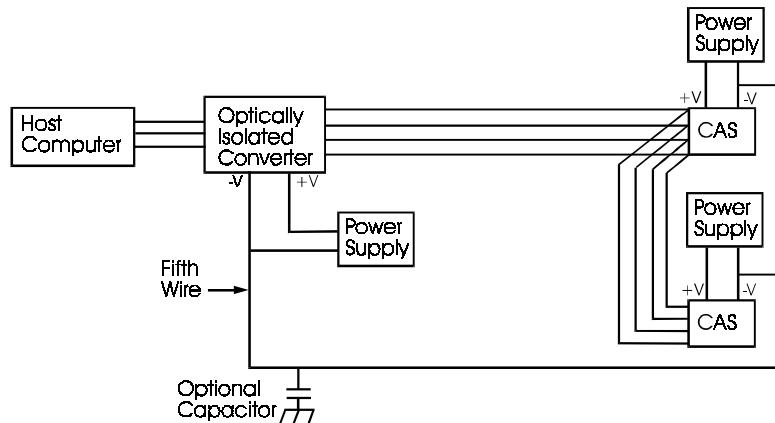 Power
Supply
+V
-V
Host
Computer
Optically
Isolated
Converter
CAS
-V
+V
Power
Supply
Power
Supply
Fifth
Wire
+V
-V
CAS
Optional
Capacitor